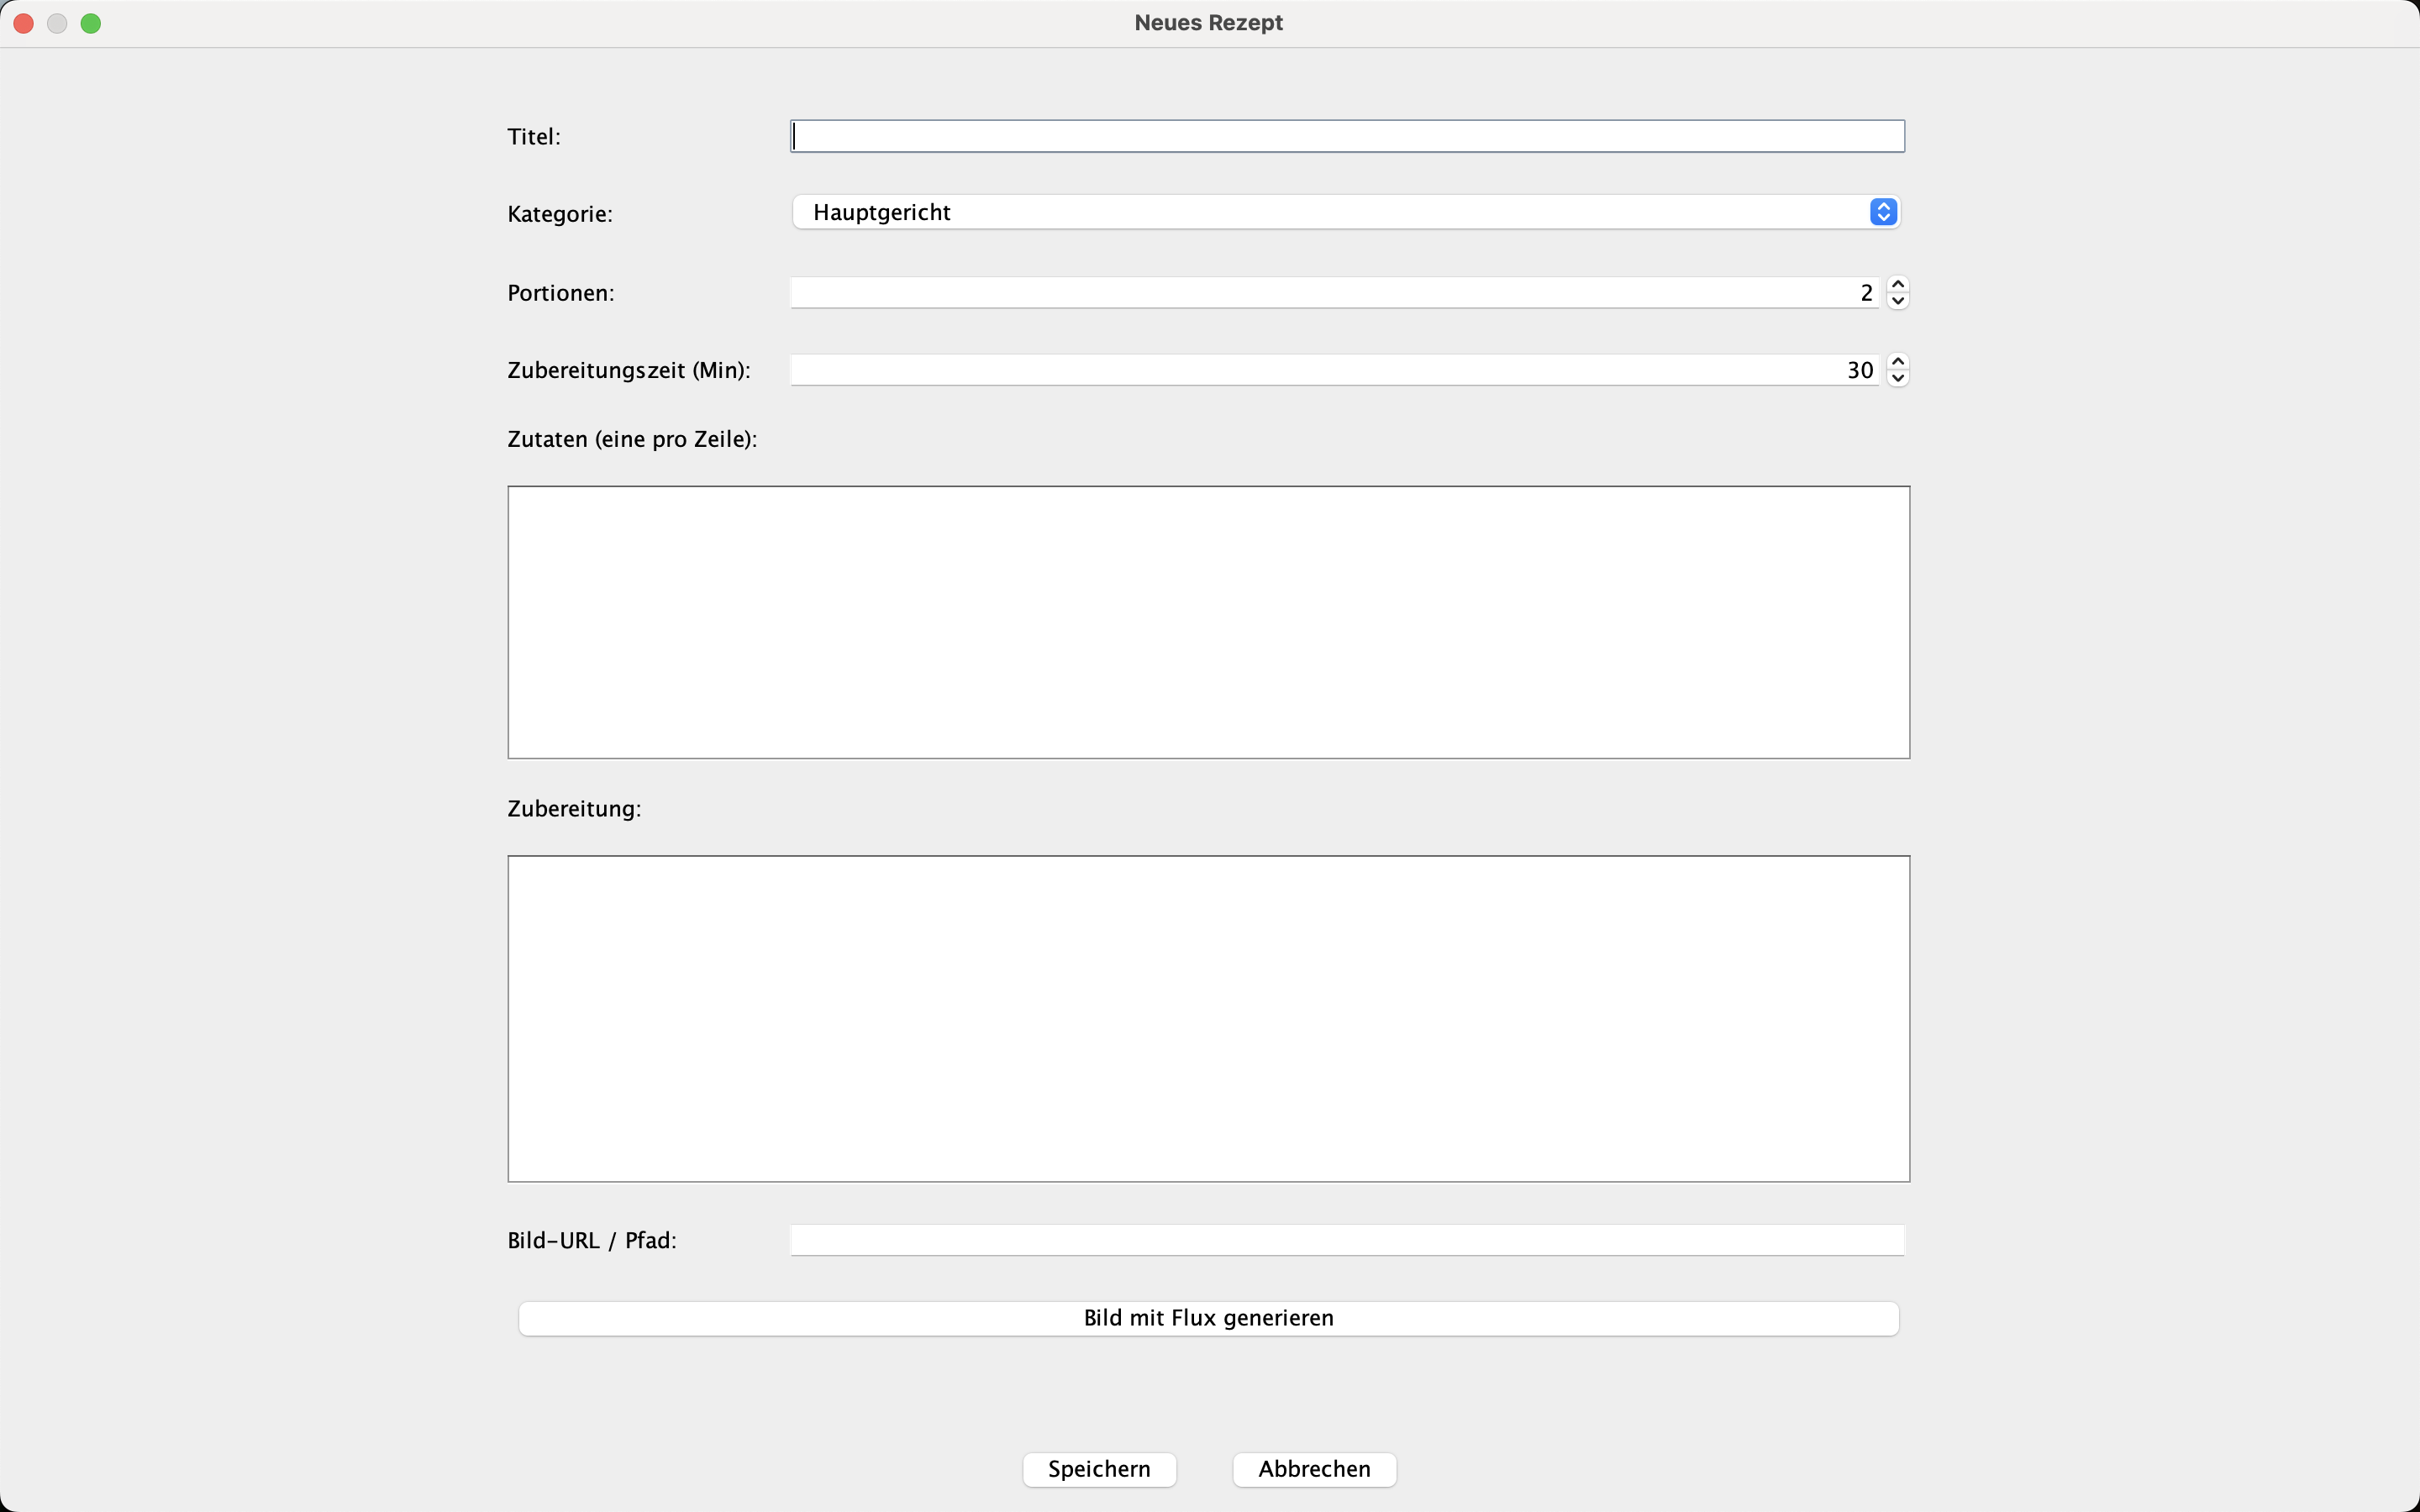 Neues Rezept
Titel:
Kategorie: Hauptgericht
Portionen: 2
Zubereitungszeit (Min): 30
Zutaten (eine pro Zeile):
Zubereitung:
Bild-URL / Pfad:
Bild mit Flux generieren
Speichern Abbrechen